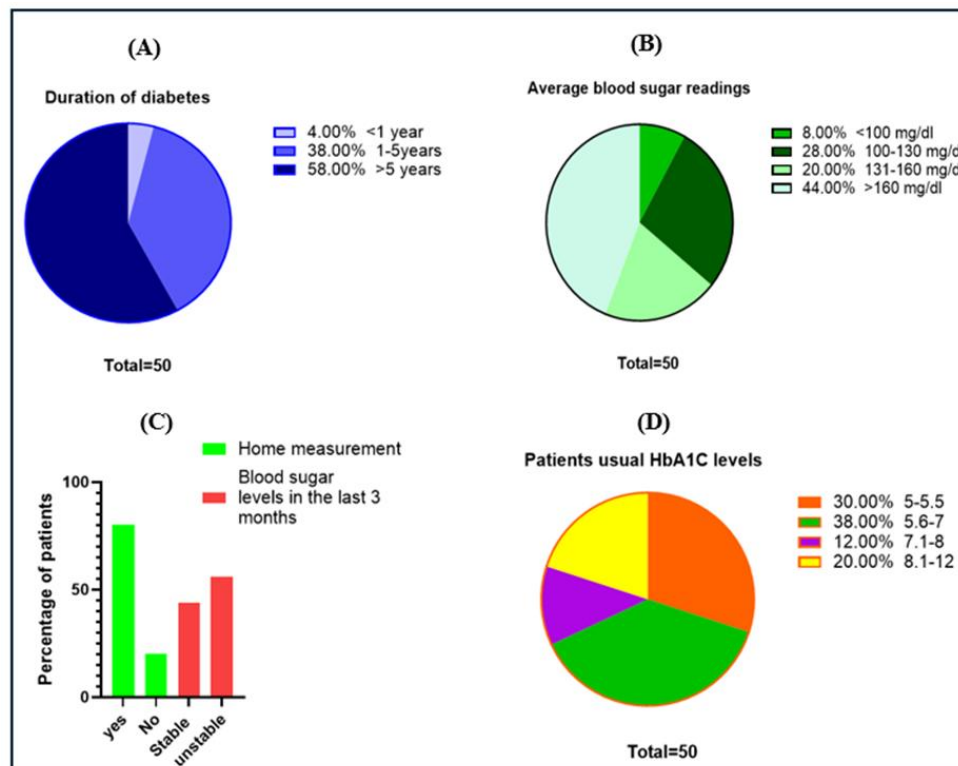 (A)
Duration of diabetes
4.00% <1 year
38.00% 1-5years
58.00% >5 years
Total=50
(B)
Average blood sugar readings
8.00% <100 mg/dl
28.00% 100-130 mg/d
20.00% 131-160 mg/d
44.00% >160 mg/dl
Total=50
(C)
Home measurement
Blood sugar
levels in the last 3
months
Percentage of patients
100
50
0
yes
No
Stable
unstable
(D)
Patients usual HbA1C levels
30.00% 5-5.5
38.00% 5.6-7
12.00% 7.1-8
20.00% 8.1-12
Total=50